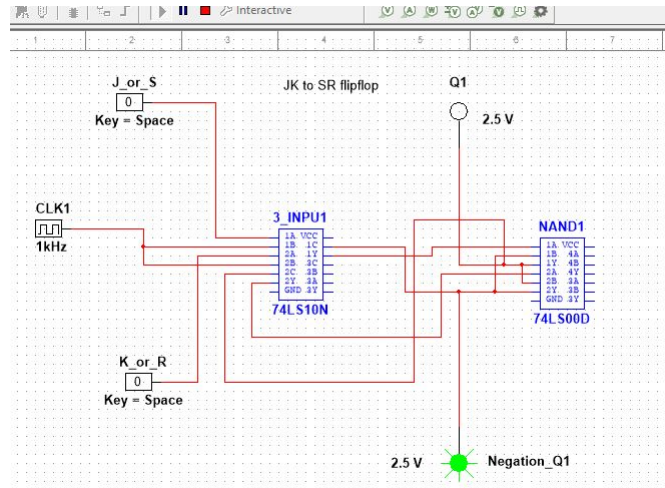 Interactive
1 2 3 4 5 6 7
J_or_S
0
Key = Space
JK to SR flipflop
Q1
2.5 V
CLK1
1kHz
3_INPU1
1A VCC
1B 1C
2A 1Y
2B 3C
2C 3B
2Y 3A
GND 3Y
74LS10N
NAND1
1A VCC
1B 4A
1Y 4B
2A 4Y
2B 3A
2Y 3B
GND 3Y
74LS00D
K_or_R
0
Key = Space
2.5 V
Negation_Q1